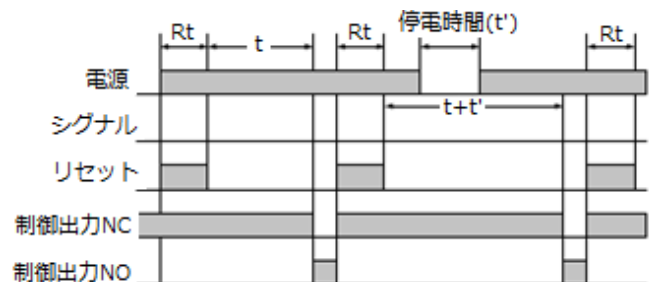 Rt
t
Rt
停電時間(t')
Rt
電源
t+t'
シグナル
リセット
制御出力NC
制御出力NO